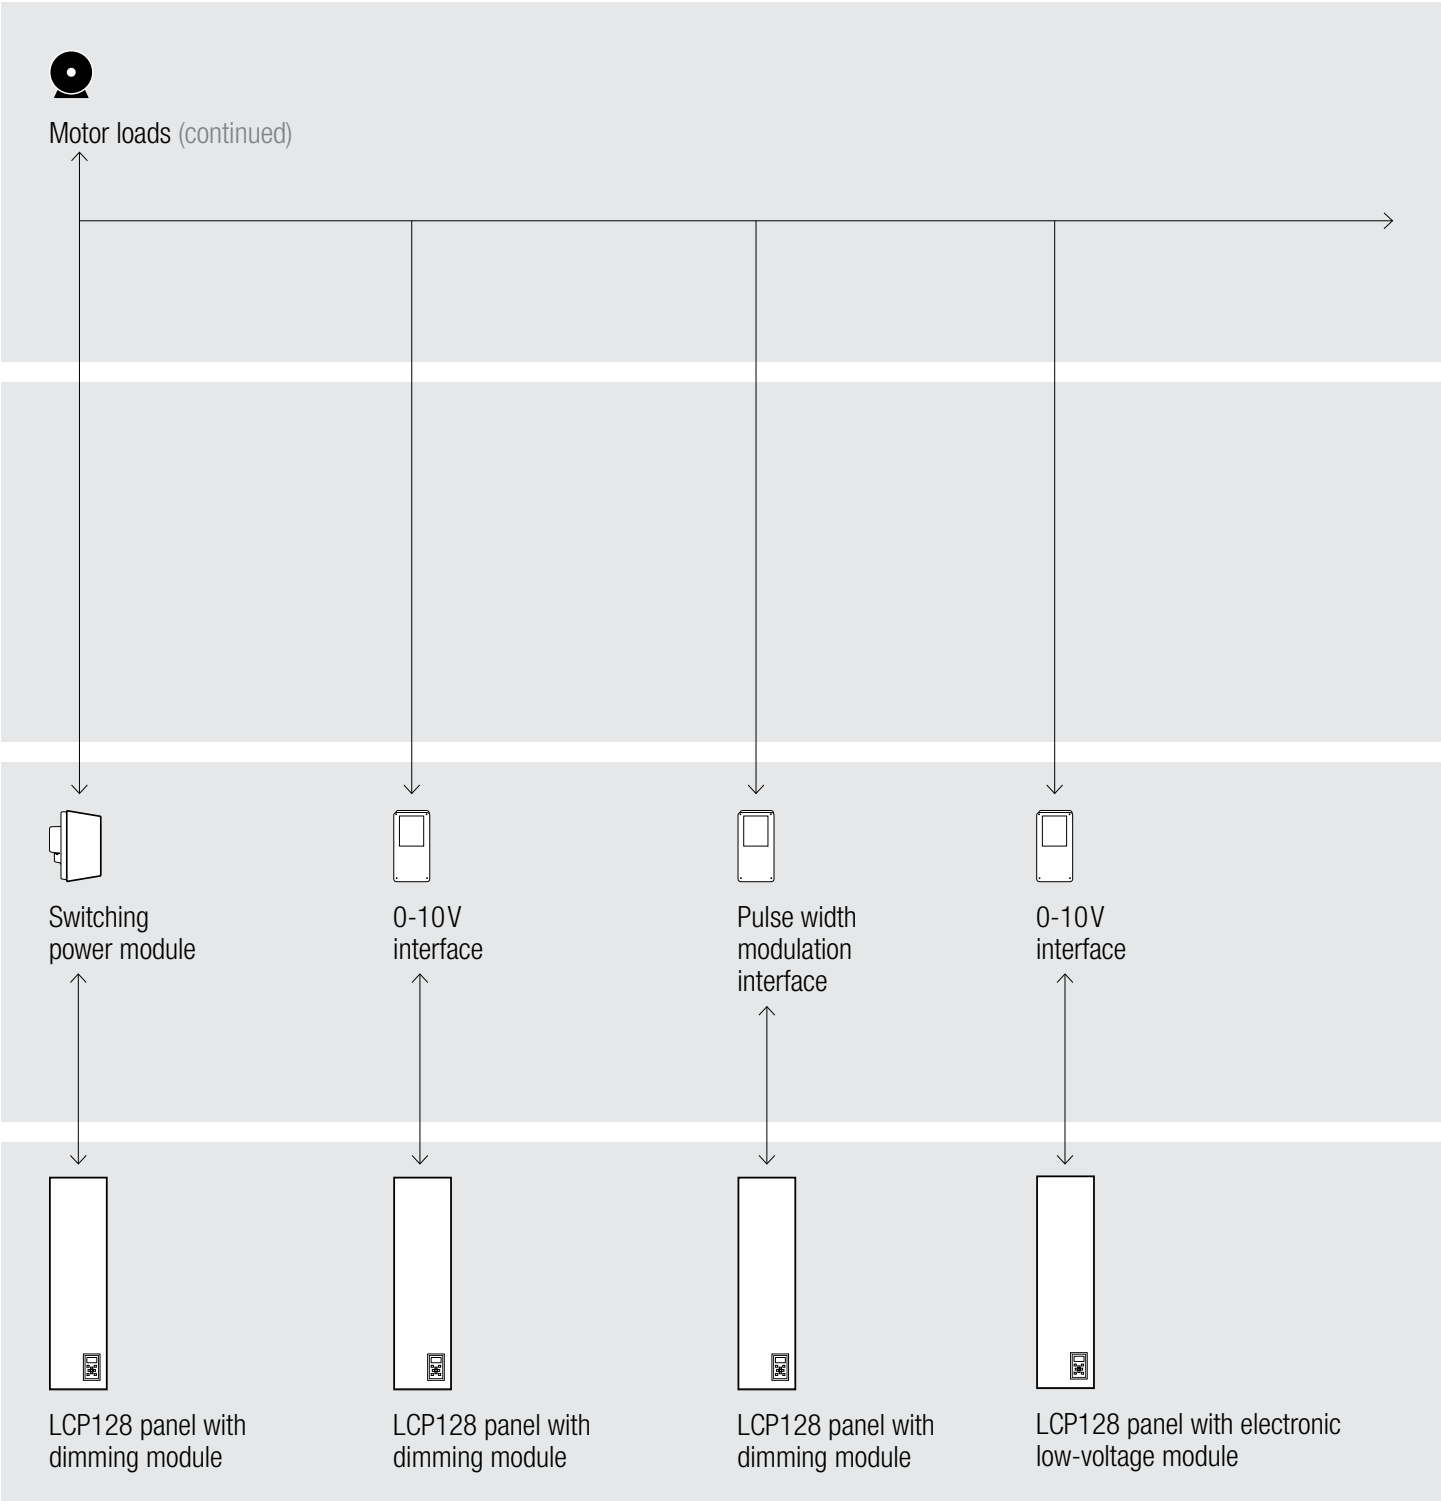 Motor loads (continued)
Switching
power module
0-10V
interface
Pulse width
modulation
interface
0-10V
interface
LCP128 panel with
dimming module
LCP128 panel with
dimming module
LCP128 panel with
dimming module
LCP128 panel with electronic
low-voltage module